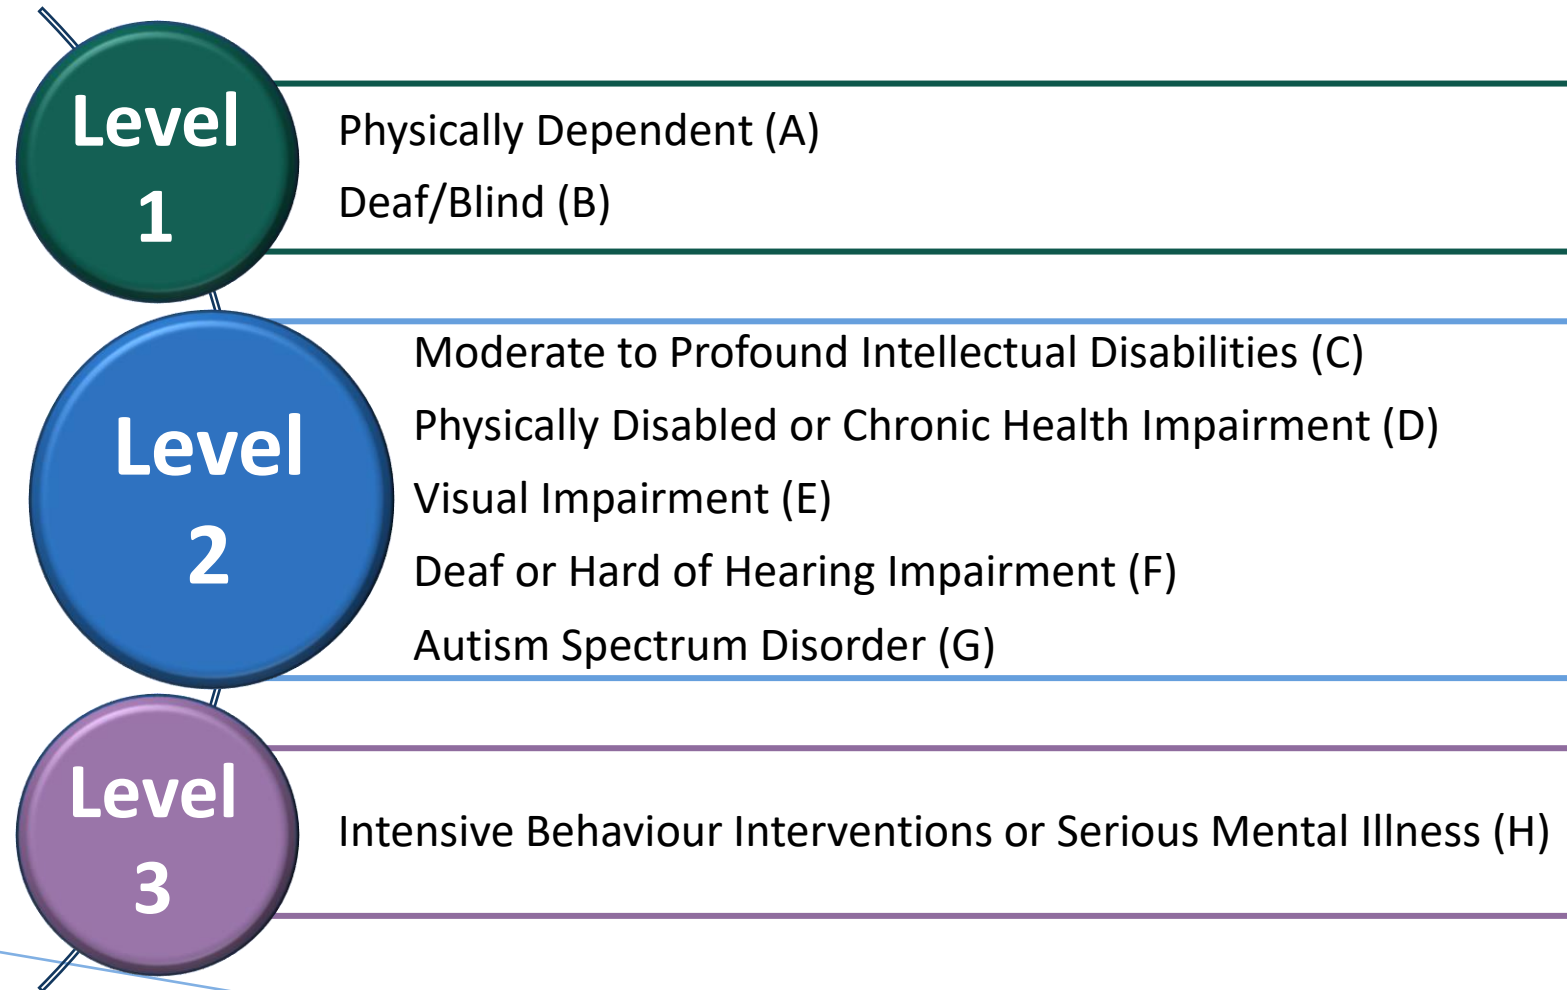 Level
1
Physically Dependent (A)
Deaf/Blind (B)
Level
2
Moderate to Profound Intellectual Disabilities (C)
Physically Disabled or Chronic Health Impairment (D)
Visual Impairment (E)
Deaf or Hard of Hearing Impairment (F)
Autism Spectrum Disorder (G)
Level
3
Intensive Behaviour Interventions or Serious Mental Illness (H)